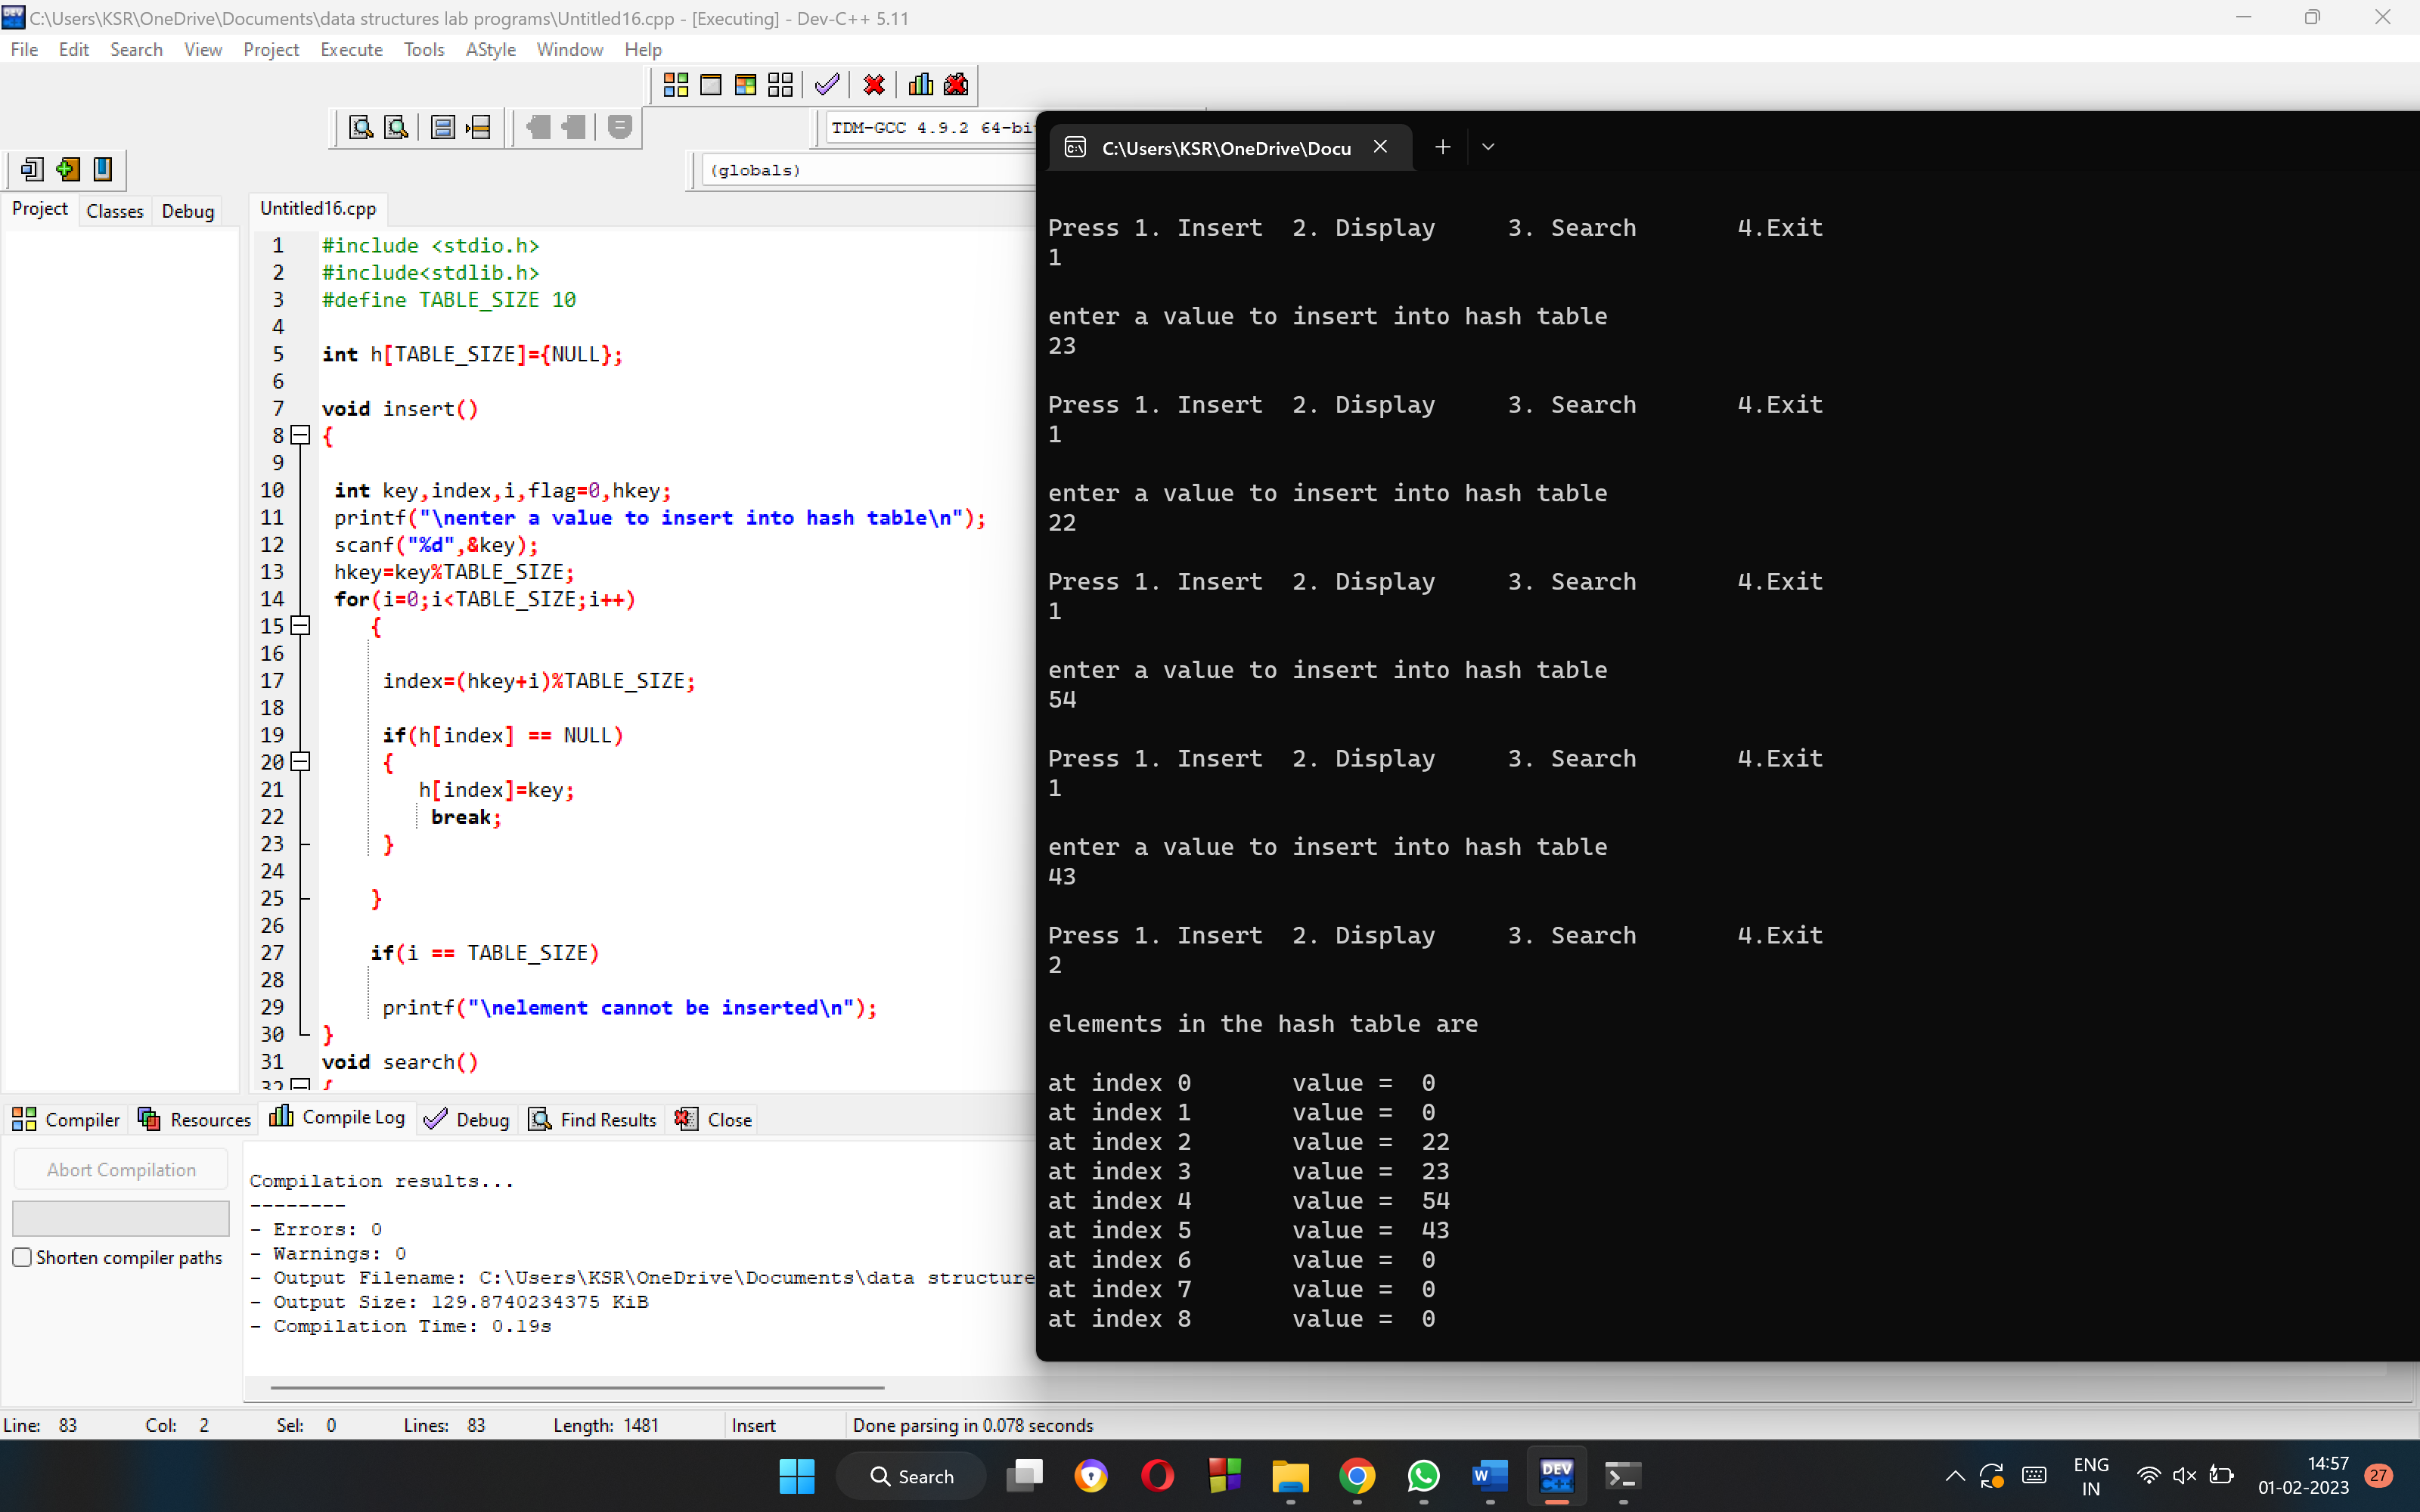 C:\Users\KSR\OneDrive\Documents\data structures lab programs\Untitled16.cpp - [Executing] - Dev-C++ 5.11
File Edit Search View Project Execute Tools AStyle Window Help
TDM-GCC 4.9.2 64-bi
(globals)
Project Classes Debug
Untitled16.cpp
1 #include <stdio.h>
2 #include<stdlib.h>
3 #define TABLE_SIZE 10
4
5 int h[TABLE_SIZE]={NULL};
6
7 void insert()
8 {
9
10 int key,index,i,flag=0,hkey;
11 printf("\nenter a value to insert into hash table\n");
12 scanf("%d",&key);
13 hkey=key%TABLE_SIZE;
14 for(i=0;i<TABLE_SIZE;i++)
15 {
16
17 index=(hkey+i)%TABLE_SIZE;
18
19 if(h[index] == NULL)
20 {
21 h[index]=key;
22 break;
23 }
24
25 }
26
27 if(i == TABLE_SIZE)
28
29 printf("\nelement cannot be inserted\n");
30 }
31 void search()
32 {
C:\Users\KSR\OneDrive\Docu
Press 1. Insert 2. Display 3. Search 4.Exit
1
enter a value to insert into hash table
23
Press 1. Insert 2. Display 3. Search 4.Exit
1
enter a value to insert into hash table
22
Press 1. Insert 2. Display 3. Search 4.Exit
1
enter a value to insert into hash table
54
Press 1. Insert 2. Display 3. Search 4.Exit
1
enter a value to insert into hash table
43
Press 1. Insert 2. Display 3. Search 4.Exit
2
elements in the hash table are
at index 0 value = 0
at index 1 value = 0
at index 2 value = 22
at index 3 value = 23
at index 4 value = 54
at index 5 value = 43
at index 6 value = 0
at index 7 value = 0
at index 8 value = 0
Compiler Resources Compile Log Debug Find Results Close
Abort Compilation
Shorten compiler paths
Compilation results...
--------
- Errors: 0
- Warnings: 0
- Output Filename: C:\Users\KSR\OneDrive\Documents\data structure
- Output Size: 129.8740234375 KiB
- Compilation Time: 0.19s
Line: 83 Col: 2 Sel: 0 Lines: 83 Length: 1481 Insert Done parsing in 0.078 seconds
Search
W
DEV C++
ENG
IN
14:57
01-02-2023
27